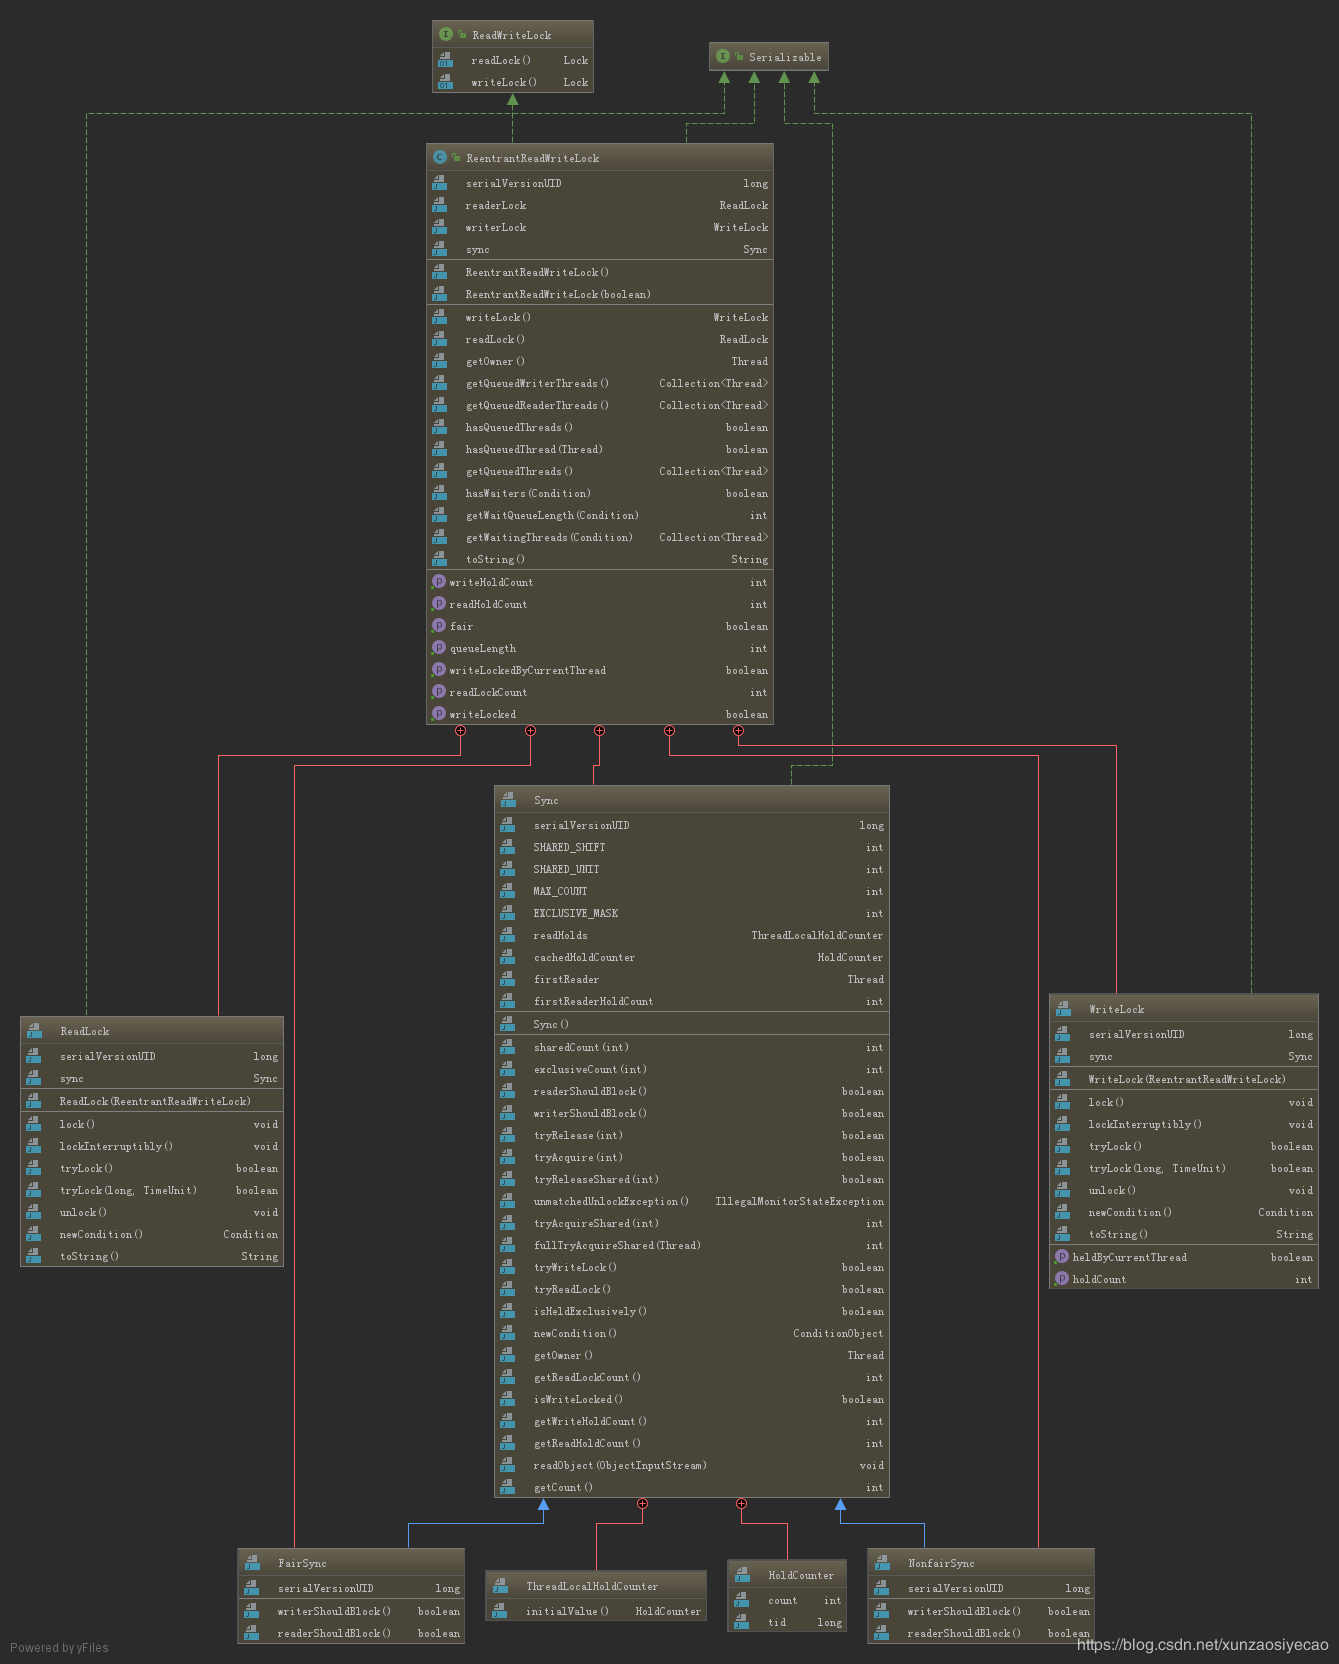 ReadWriteLock
readLock() Lock
writeLock() Lock
Serializable
ReentrantReadWriteLock
serialVersionUID long
readerLock ReadLock
writerLock WriteLock
sync Sync
ReentrantReadWriteLock()
ReentrantReadWriteLock(boolean)
writeLock() WriteLock
readLock() ReadLock
getOwner() Thread
getQueuedWriterThreads() Collection<Thread>
getQueuedReaderThreads() Collection<Thread>
hasQueuedThreads() boolean
hasQueuedThread(Thread) boolean
getQueuedThreads() Collection<Thread>
hasWaiters(Condition) boolean
getWaitQueueLength(Condition) int
getWaitingThreads(Condition) Collection<Thread>
toString() String
writeHoldCount int
readHoldCount int
fair boolean
queueLength int
writeLockedByCurrentThread boolean
readLockCount int
writeLocked boolean
Sync
serialVersionUID long
SHARED_SHIFT int
SHARED_UNIT int
MAX_COUNT int
EXCLUSIVE_MASK int
readHolds ThreadLocalHoldCounter
cachedHoldCounter HoldCounter
firstReader Thread
firstReaderHoldCount int
Sync()
sharedCount(int) int
exclusiveCount(int) int
readerShouldBlock() boolean
writerShouldBlock() boolean
tryRelease(int) boolean
tryAcquire(int) boolean
tryReleaseShared(int) boolean
unmatchedUnlockException() IllegalMonitorStateException
tryAcquireShared(int) int
fullTryAcquireShared(Thread) int
tryWriteLock() boolean
tryReadLock() boolean
isHeldExclusively() boolean
newCondition() ConditionObject
getOwner() Thread
getReadLockCount() int
isWriteLocked() boolean
getWriteHoldCount() int
getReadHoldCount() int
readObject(ObjectInputStream) void
getCount() int
ReadLock
serialVersionUID long
sync Sync
ReadLock(ReentrantReadWriteLock)
lock() void
lockInterruptibly() void
tryLock() boolean
tryLock(long, TimeUnit) boolean
unlock() void
newCondition() Condition
toString() String
WriteLock
serialVersionUID long
sync Sync
WriteLock(ReentrantReadWriteLock)
lock() void
lockInterruptibly() void
tryLock() boolean
tryLock(long, TimeUnit) boolean
unlock() void
newCondition() Condition
toString() String
heldByCurrentThread boolean
holdCount int
FairSync
serialVersionUID long
writerShouldBlock() boolean
readerShouldBlock() boolean
ThreadLocalHoldCounter
initialValue() HoldCounter
HoldCounter
count int
tid long
NonfairSync
serialVersionUID long
writerShouldBlock() boolean
readerShouldBlock() boolean
Powered by yFiles
https://blog.csdn.net/xunzaosiyecao